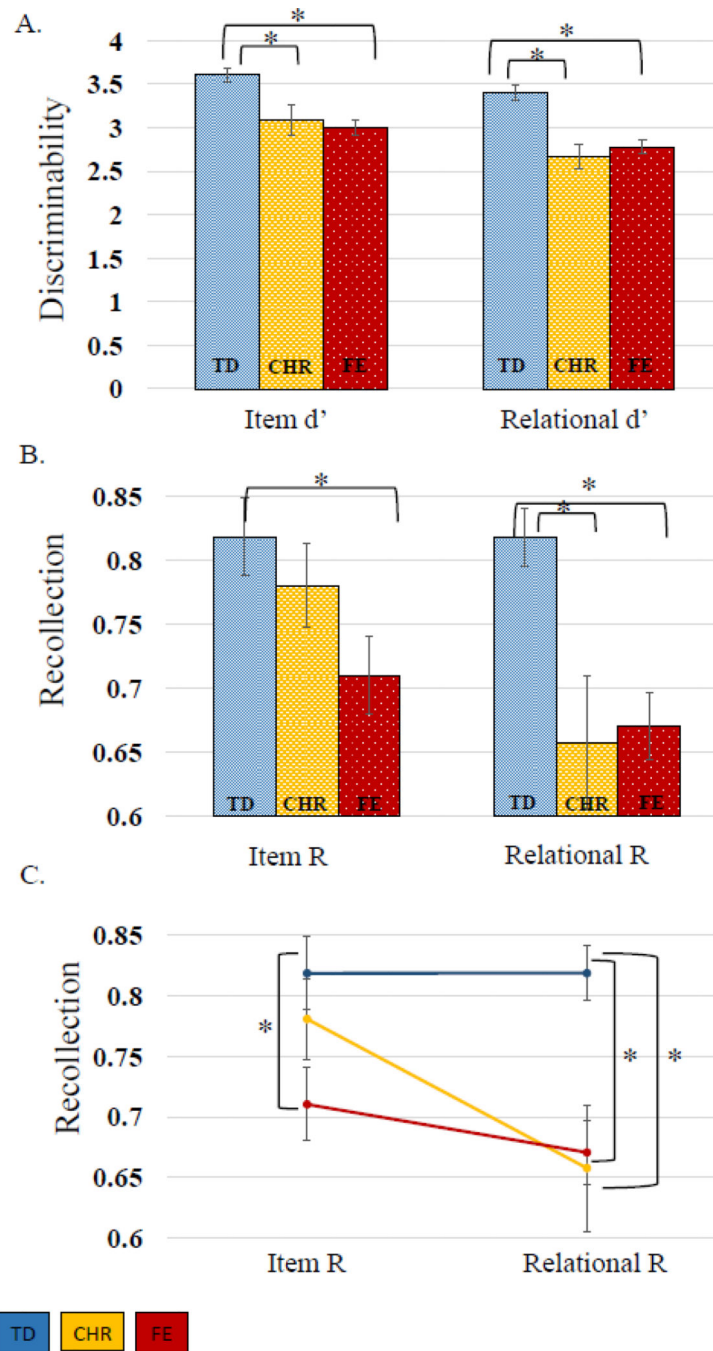 A.
* *
* *
4
3.5
3
2.5
2
1.5
1
0.5
0
Discriminability
TD CHR FE TD CHR FE
Item d’ Relational d’
B.
* *
*
0.85
0.8
0.75
0.7
0.65
0.6
Recollection
TD CHR FE TD CHR FE
Item R Relational R
C.
0.85
0.8
0.75
0.7
0.65
0.6
Recollection
* * *
Item R Relational R
TD CHR FE